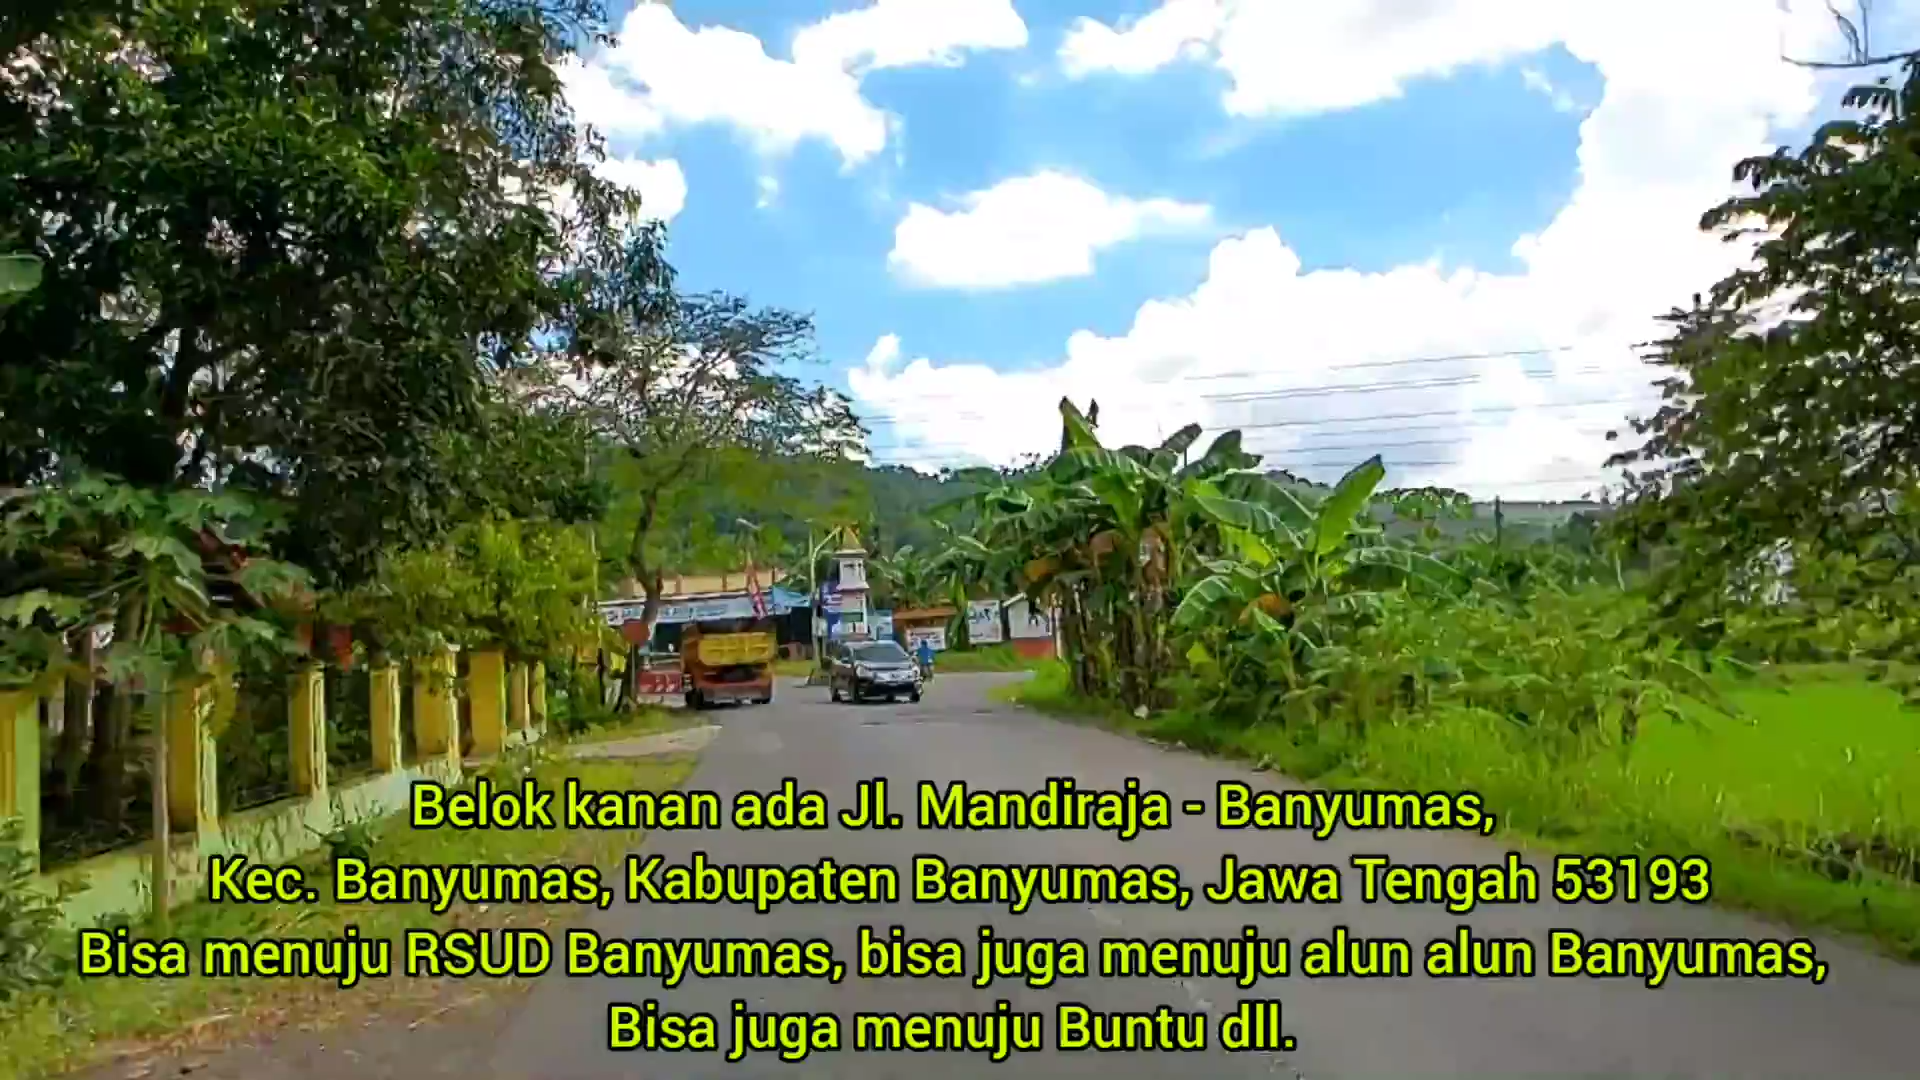 Belok kanan ada Jl. Mandiraja - Banyumas,
Kec. Banyumas, Kabupaten Banyumas, Jawa Tengah 53193
Bisa menuju RSUD Banyumas, bisa juga menuju alun alun Banyumas,
Bisa juga menuju Buntu dll.